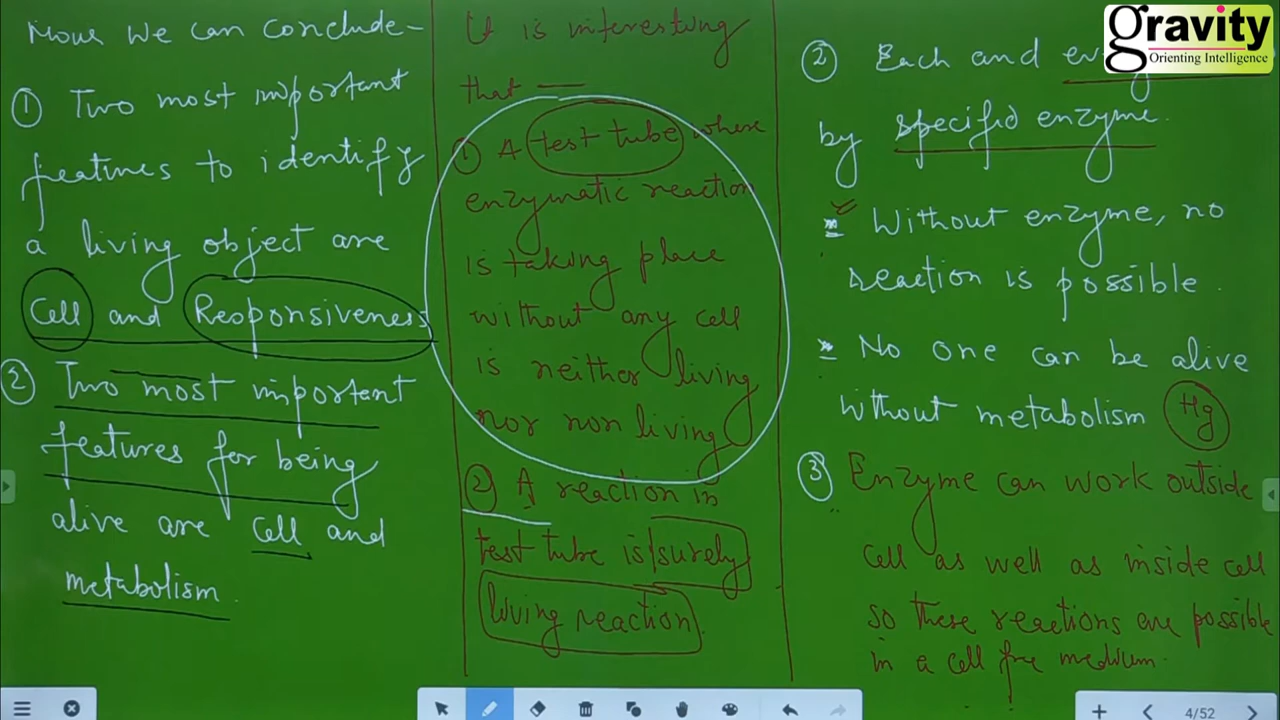 Now we can conclude-
① Two most important
features to identify
a living object are
Cell and Responsiveness
② Two most important
features for being
alive are cell and
metabolism.
It is interesting
that —
① A test tube where
enzymatic reaction
is taking place
without any cell
is neither living
nor non living
② A reaction in
test tube is surely
living reaction.
② Each and
by specified enzyme.
Without enzyme, no
reaction is possible.
No one can be alive
without metabolism Hg
③ Enzyme can work outside
cell as well as inside cell
so these reactions are possible
in a cell free medium.
gravity
Orienting Intelligence
4/52